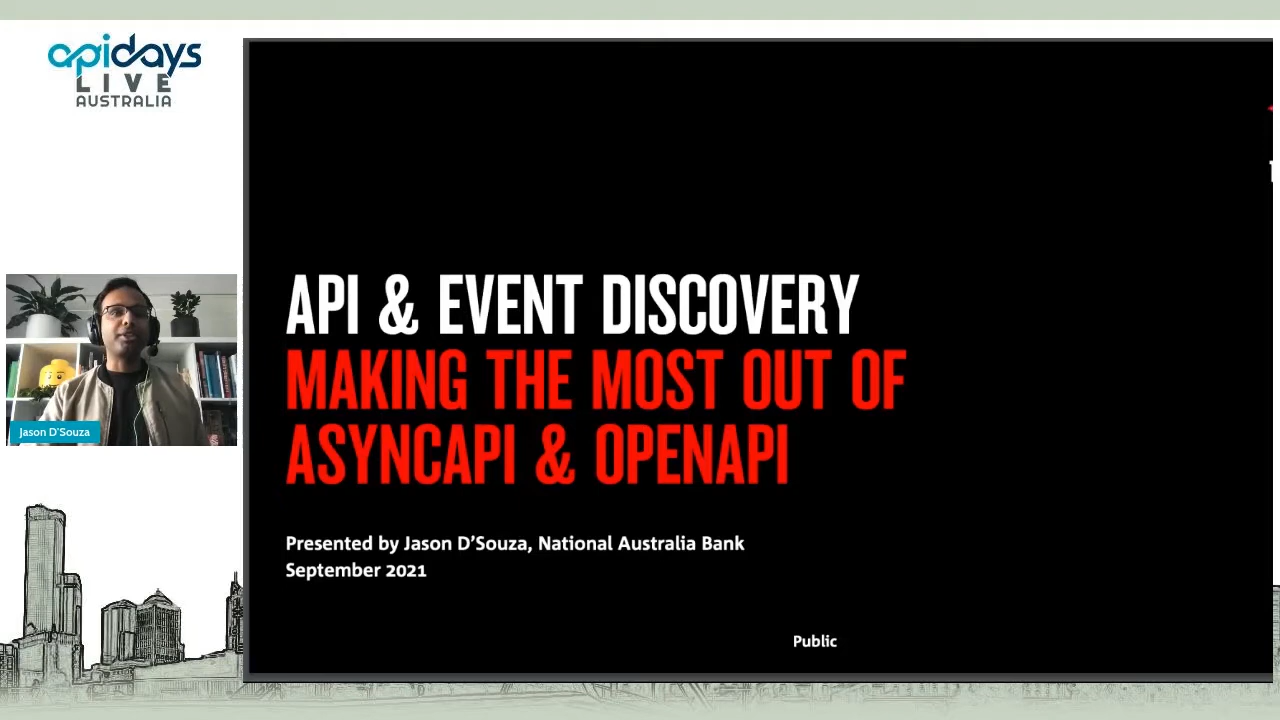 apidays
LIVE
AUSTRALIA
Jason D'Souza
API & EVENT DISCOVERY
MAKING THE MOST OUT OF
ASYNCAPI & OPENAPI
Presented by Jason D'Souza, National Australia Bank
September 2021
Public